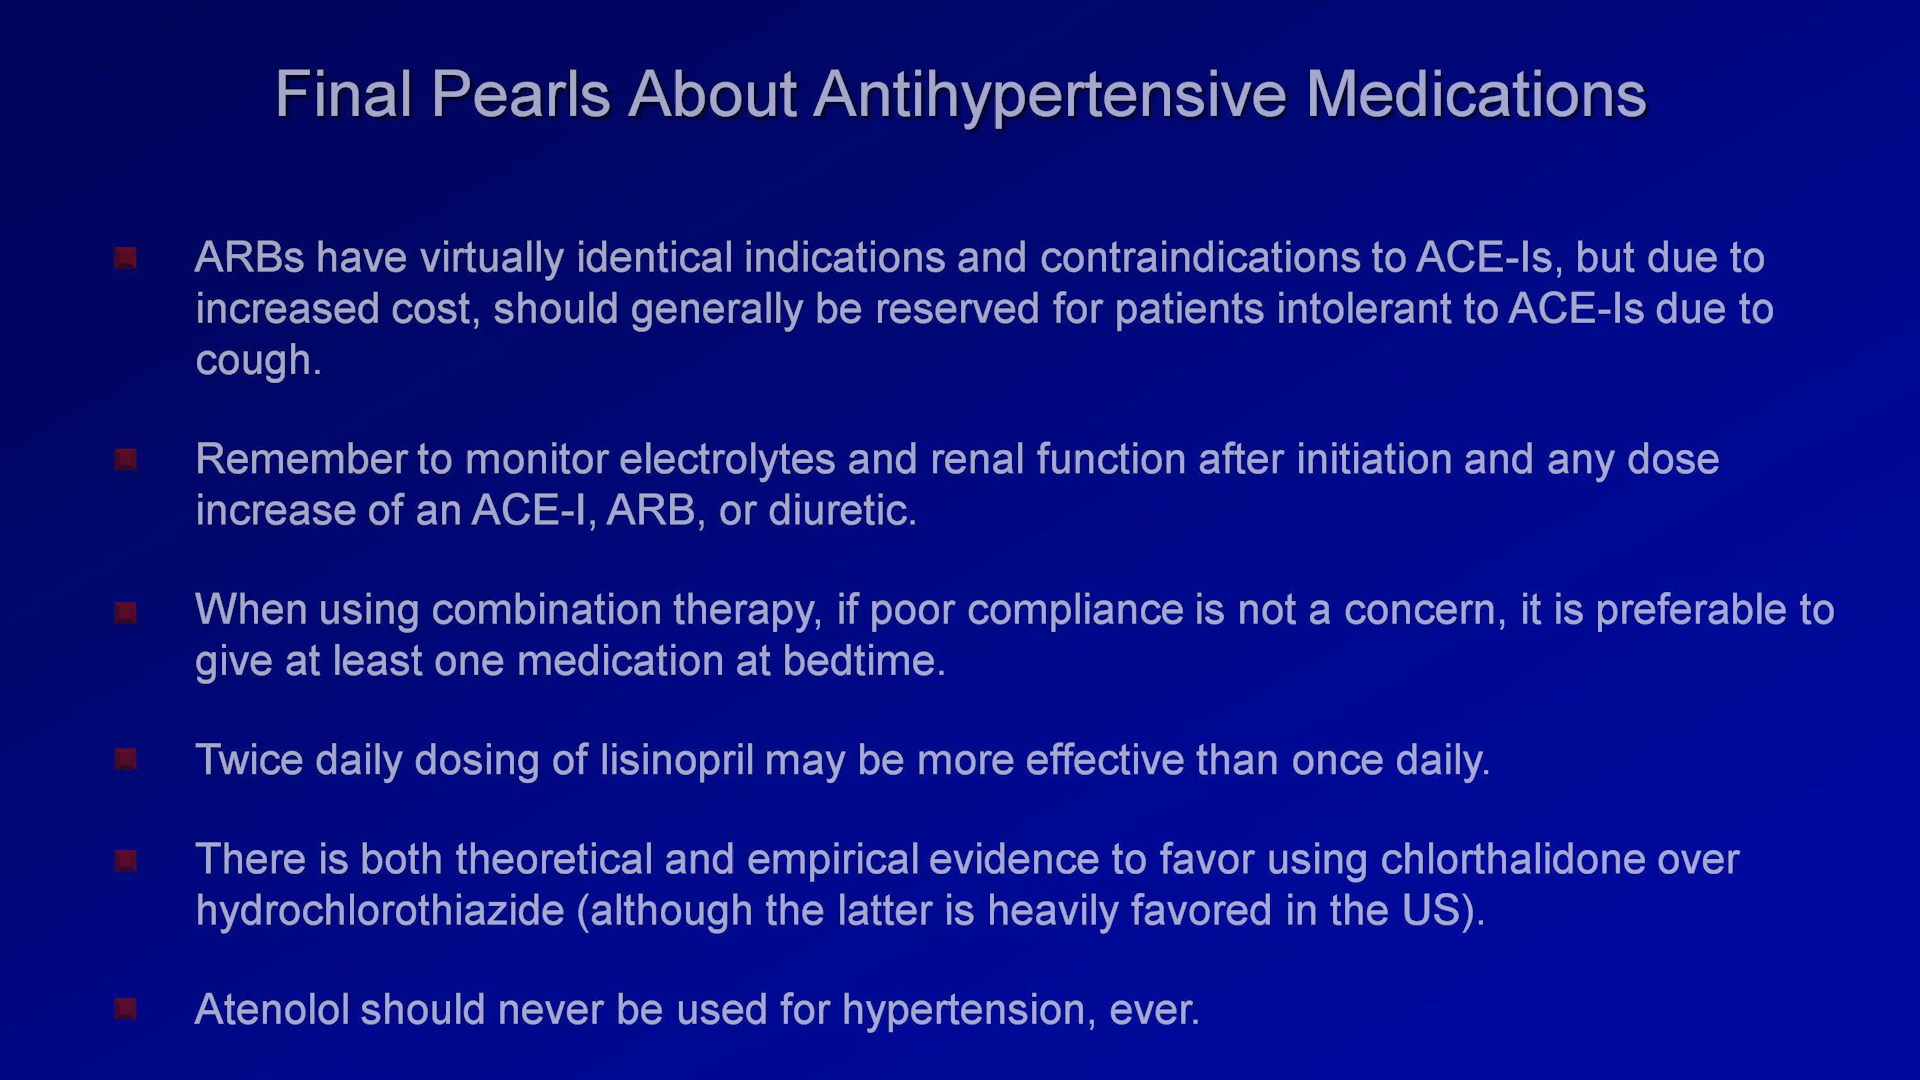 Final Pearls About Antihypertensive Medications
ARBs have virtually identical indications and contraindications to ACE-Is, but due to
increased cost, should generally be reserved for patients intolerant to ACE-Is due to
cough.
Remember to monitor electrolytes and renal function after initiation and any dose
increase of an ACE-I, ARB, or diuretic.
When using combination therapy, if poor compliance is not a concern, it is preferable to
give at least one medication at bedtime.
Twice daily dosing of lisinopril may be more effective than once daily.
There is both theoretical and empirical evidence to favor using chlorthalidone over
hydrochlorothiazide (although the latter is heavily favored in the US).
Atenolol should never be used for hypertension, ever.